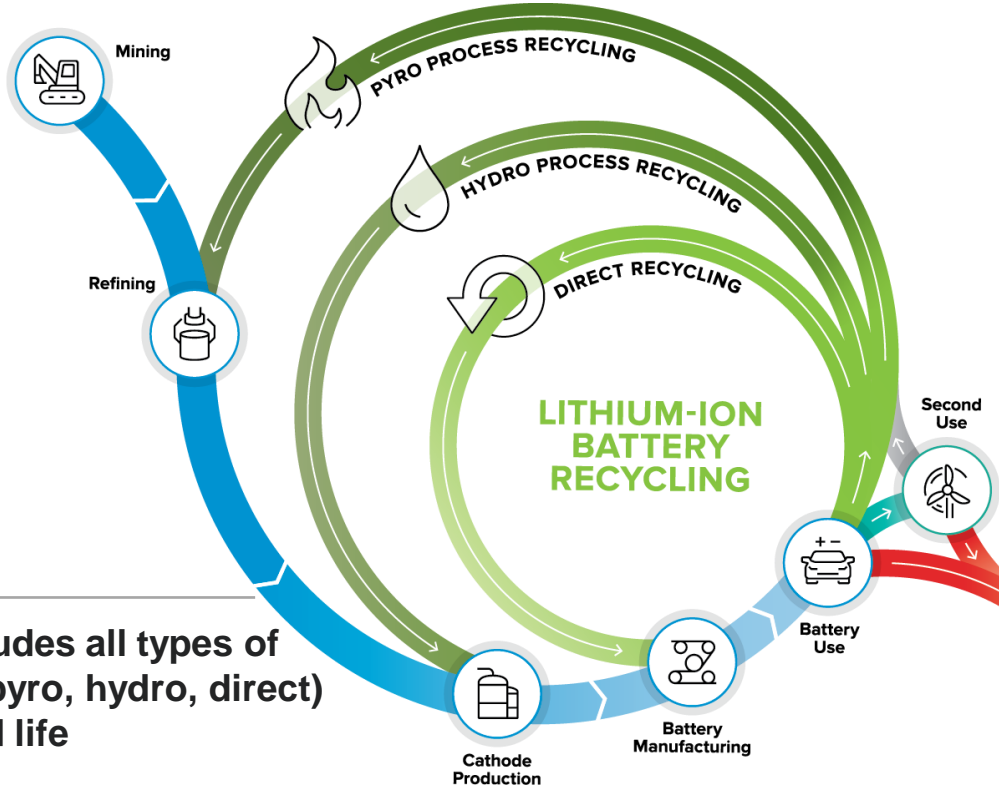 Mining
PYRO PROCESS RECYCLING
HYDRO PROCESS RECYCLING
Refining
DIRECT RECYCLING
LITHIUM-ION
BATTERY
RECYCLING
Second
Use
+ −
Battery
Use
all types of
pyro, hydro, direct)
life
Battery
Manufacturing
Cathode
Production